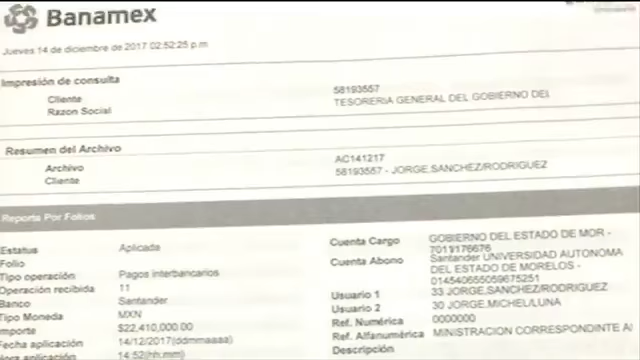 Banamex
Jueves 14 de diciembre de 2017 02:52:25 p.m
Impresión de consulta
Cliente 58193557
Razon Social TESORERIA GENERAL DEL GOBIERNO DEL
Resumen del Archivo
Archivo AC141217
Cliente 58193557 - JORGE,SANCHEZ/RODRIGUEZ
Reporte Por Folios
Estatus Aplicada
Folio
Tipo operación Pagos interbancarios
Operación recibida 11
Banco Santander
Tipo Moneda MXN
Importe $22,410,000.00
Fecha aplicación 14/12/2017(ddmmaaaa)
Hora aplicación 14:52(hh:mm)
Cuenta Cargo GOBIERNO DEL ESTADO DE MOR -
7011176676
Cuenta Abono Santander UNIVERSIDAD AUTONOMA
DEL ESTADO DE MORELOS -
014540655059675251
Usuario 1 33 JORGE,SANCHEZ/RODRIGUEZ
Usuario 2 30 JORGE,MICHEL/LUNA
Ref. Numérica 0000000
Ref. Alfanumérica MINISTRACION CORRESPONDINTE A
Descripción